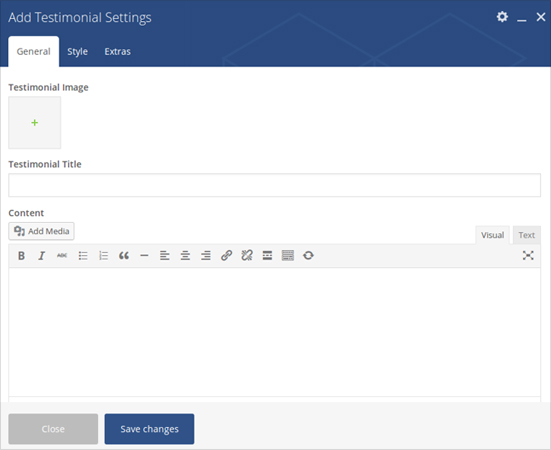 Add Testimonial Settings
General Style Extras
Testimonial Image
Testimonial Title
Content
Add Media
Visual Text
B I ABC
Close Save changes